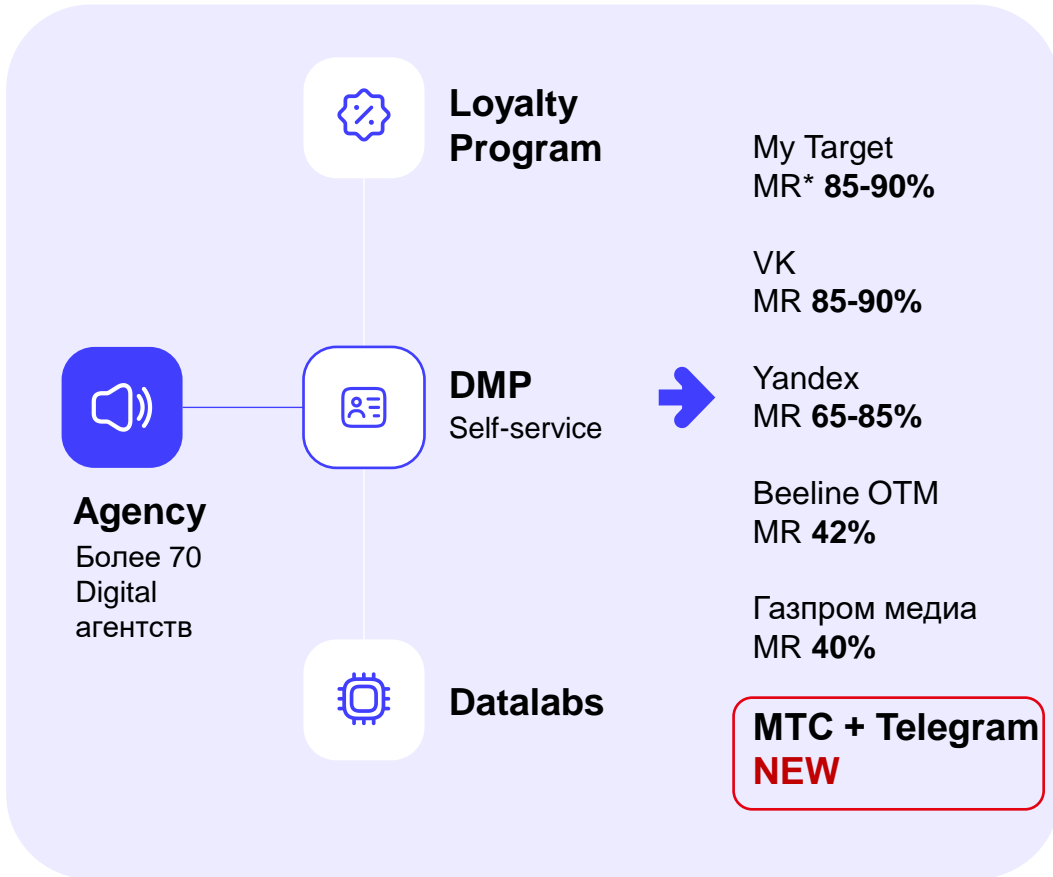 Loyalty
Program
My Target
MR* 85-90%
VK
MR 85-90%
DMP
Self-service
Yandex
MR 65-85%
Agency
Более 70
Digital
агентств
Beeline OTM
MR 42%
Газпром медиа
MR 40%
Datalabs
МТС + Telegram
NEW